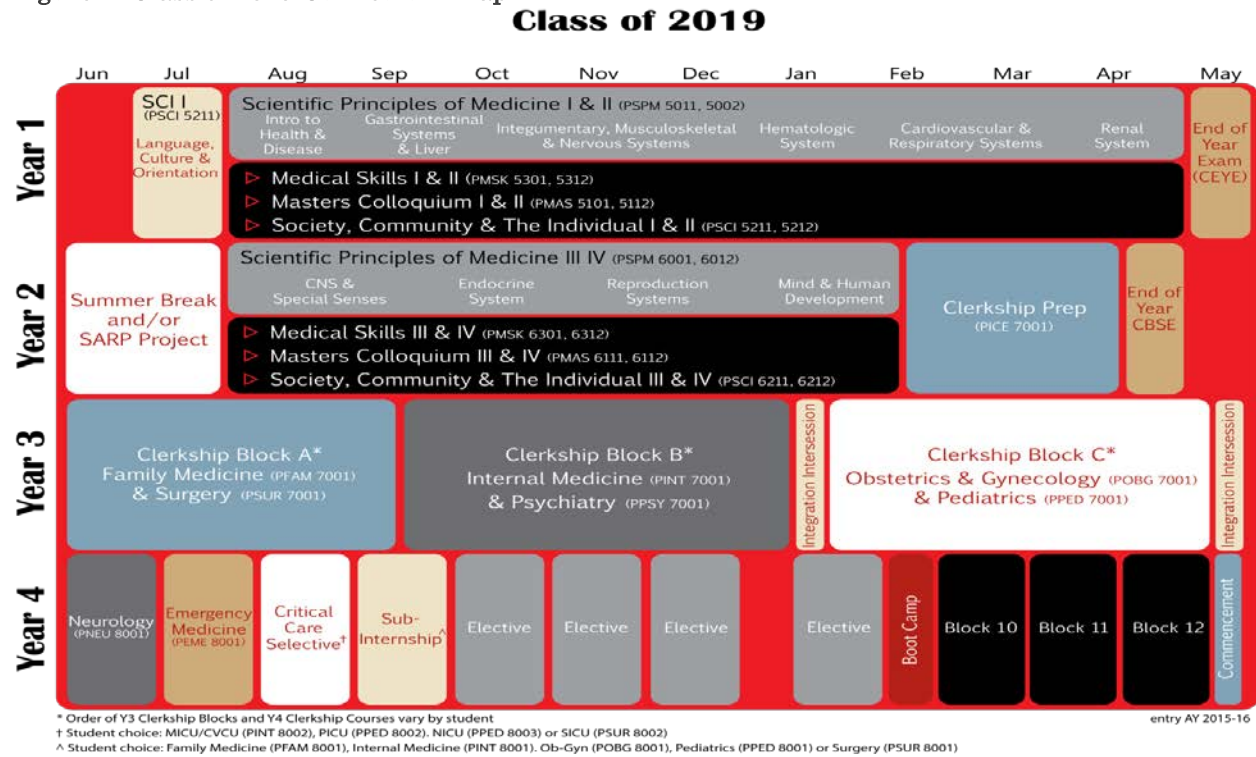 Class of 2019
Jun Jul Aug Sep Oct Nov Dec Jan Feb Mar Apr May
Year 1
SCI I
(PSCI 5211)
Language,
Culture &
Orientation
Scientific Principles of Medicine I & II (PSPM 5011, 5002)
Intro to
Health &
Disease
Gastrointestinal
Systems
& Liver
Integumentary, Musculoskeletal
& Nervous Systems
Hematologic
System
Cardiovascular &
Respiratory Systems
Renal
System
▷ Medical Skills I & II (PMSK 5301, 5312)
▷ Masters Colloquium I & II (PMAS 5101, 5112)
▷ Society, Community & The Individual I & II (PSCI 5211, 5212)
End of
Year
Exam
(CEYE)
Year 2
Summer Break
and/or
SARP Project
Scientific Principles of Medicine III IV (PSPM 6001, 6012)
CNS &
Special Senses
Endocrine
System
Reproduction
Systems
Mind & Human
Development
▷ Medical Skills III & IV (PMSK 6301, 6312)
▷ Masters Colloquium III & IV (PMAS 6111, 6112)
▷ Society, Community & The Individual III & IV (PSCI 6211, 6212)
Clerkship Prep
(PICE 7001)
End of
Year
CBSE
Year 3
Clerkship Block A*
Family Medicine (PFAM 7001)
& Surgery (PSUR 7001)
Clerkship Block B*
Internal Medicine (PINT 7001)
& Psychiatry (PPSY 7001)
Integration Intersession
Clerkship Block C*
Obstetrics & Gynecology (POBG 7001)
& Pediatrics (PPED 7001)
Integration Intersession
Year 4
Neurology
(PNEU 8001)
Emergency
Medicine
(PEME 8001)
Critical
Care
Selective†
Sub-
Internship^
Elective
Elective
Elective
Elective
Boot Camp
Block 10
Block 11
Block 12
Commencement
* Order of Y3 Clerkship Blocks and Y4 Clerkship Courses vary by student
entry AY 2015-16
† Student choice: MICU/CVCU (PINT 8002), PICU (PPED 8002). NICU (PPED 8003) or SICU (PSUR 8002)
^ Student choice: Family Medicine (PFAM 8001), Internal Medicine (PINT 8001). Ob-Gyn (POBG 8001), Pediatrics (PPED 8001) or Surgery (PSUR 8001)